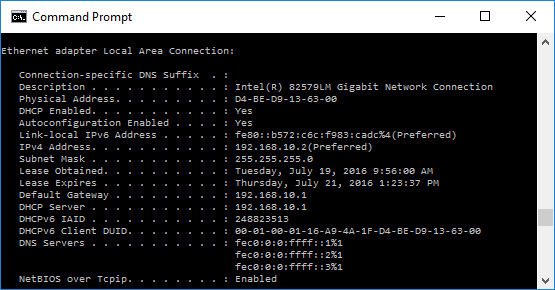 Command Prompt
Ethernet adapter Local Area Connection:
Connection-specific DNS Suffix  . :
Description . . . . . . . . . . . : Intel(R) 82579LM Gigabit Network Connection
Physical Address. . . . . . . . . : D4-BE-D9-13-63-00
DHCP Enabled. . . . . . . . . . . : Yes
Autoconfiguration Enabled . . . . : Yes
Link-local IPv6 Address . . . . . : fe80::b572:c6c:f983:cadc%4(Preferred)
IPv4 Address. . . . . . . . . . . : 192.168.10.2(Preferred)
Subnet Mask . . . . . . . . . . . : 255.255.255.0
Lease Obtained. . . . . . . . . . : Tuesday, July 19, 2016 9:56:00 AM
Lease Expires . . . . . . . . . . : Thursday, July 21, 2016 1:23:37 PM
Default Gateway . . . . . . . . . : 192.168.10.1
DHCP Server . . . . . . . . . . . : 192.168.10.1
DHCPv6 IAID . . . . . . . . . . . : 248823513
DHCPv6 Client DUID. . . . . . . . : 00-01-00-01-16-A9-4A-1F-D4-BE-D9-13-63-00
DNS Servers . . . . . . . . . . . : fec0:0:0:ffff::1%1
fec0:0:0:ffff::2%1
fec0:0:0:ffff::3%1
NetBIOS over Tcpip. . . . . . . . : Enabled